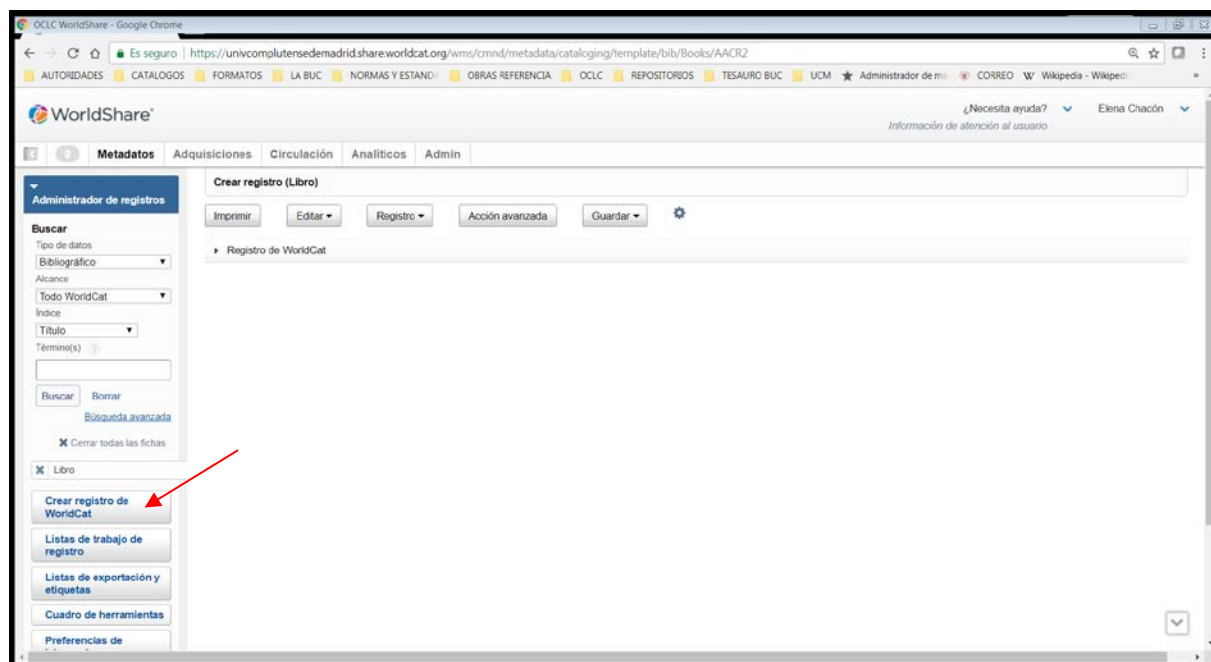 OCLC WorldShare - Google Chrome
Es seguro https://univcomplutensedemadrid.share.worldcat.org/wms/cmnd/metadata/cataloging/template/bib/Books/AACR2
AUTORIDADES CATALOGOS FORMATOS LA BUC NORMAS Y ESTAND OBRAS REFERENCIA OCLC REPOSITORIOS TESAURO BUC UCM Administrador de m CORREO W Wikipedia - Wikiped
WorldShare® ¿Necesita ayuda? Elena Chacón
Información de atención al usuario
0 Metadatos Adquisiciones Circulación Analíticos Admin
Crear registro (Libro)
Administrador de registros
Imprimir Editar Registro Acción avanzada Guardar
Buscar
Tipo de datos
Registro de WorldCat
Bibliográfico
Alcance
Todo WorldCat
Índice
Título
Término(s)
Buscar Borrar
Búsqueda avanzada
Cerrar todas las fichas
Libro
Crear registro de
WorldCat
Listas de trabajo de
registro
Listas de exportación y
etiquetas
Cuadro de herramientas
Preferencias de